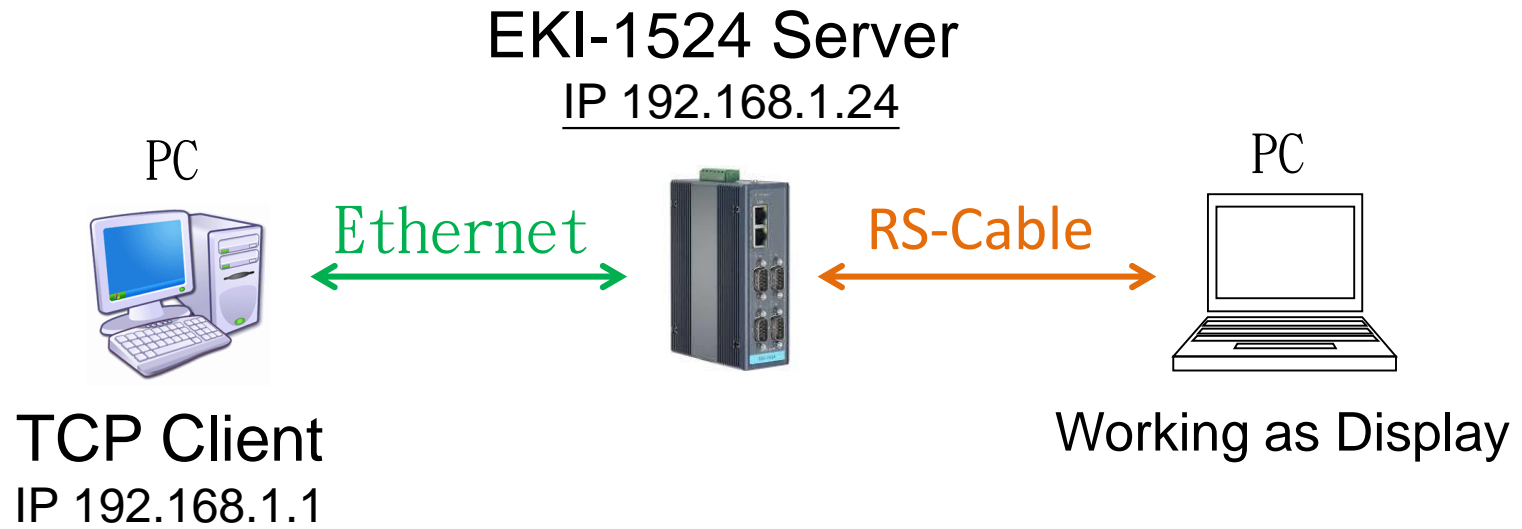 EKI-1524 Server
IP 192.168.1.24
PC
PC
Ethernet
RS-Cable
TCP Client
IP 192.168.1.1
Working as Display